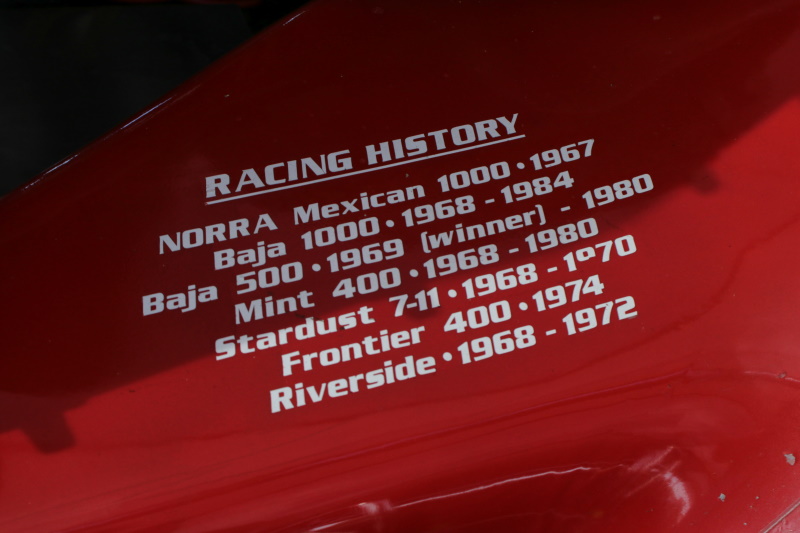 RACING HISTORY
NORRA Mexican 1000 • 1967
Baja 1000 • 1968 - 1984
Baja 500 • 1969 (winner) - 1980
Mint 400 • 1968 - 1980
Stardust 7-11 • 1968 - 1970
Frontier 400 • 1974
Riverside • 1968 - 1972